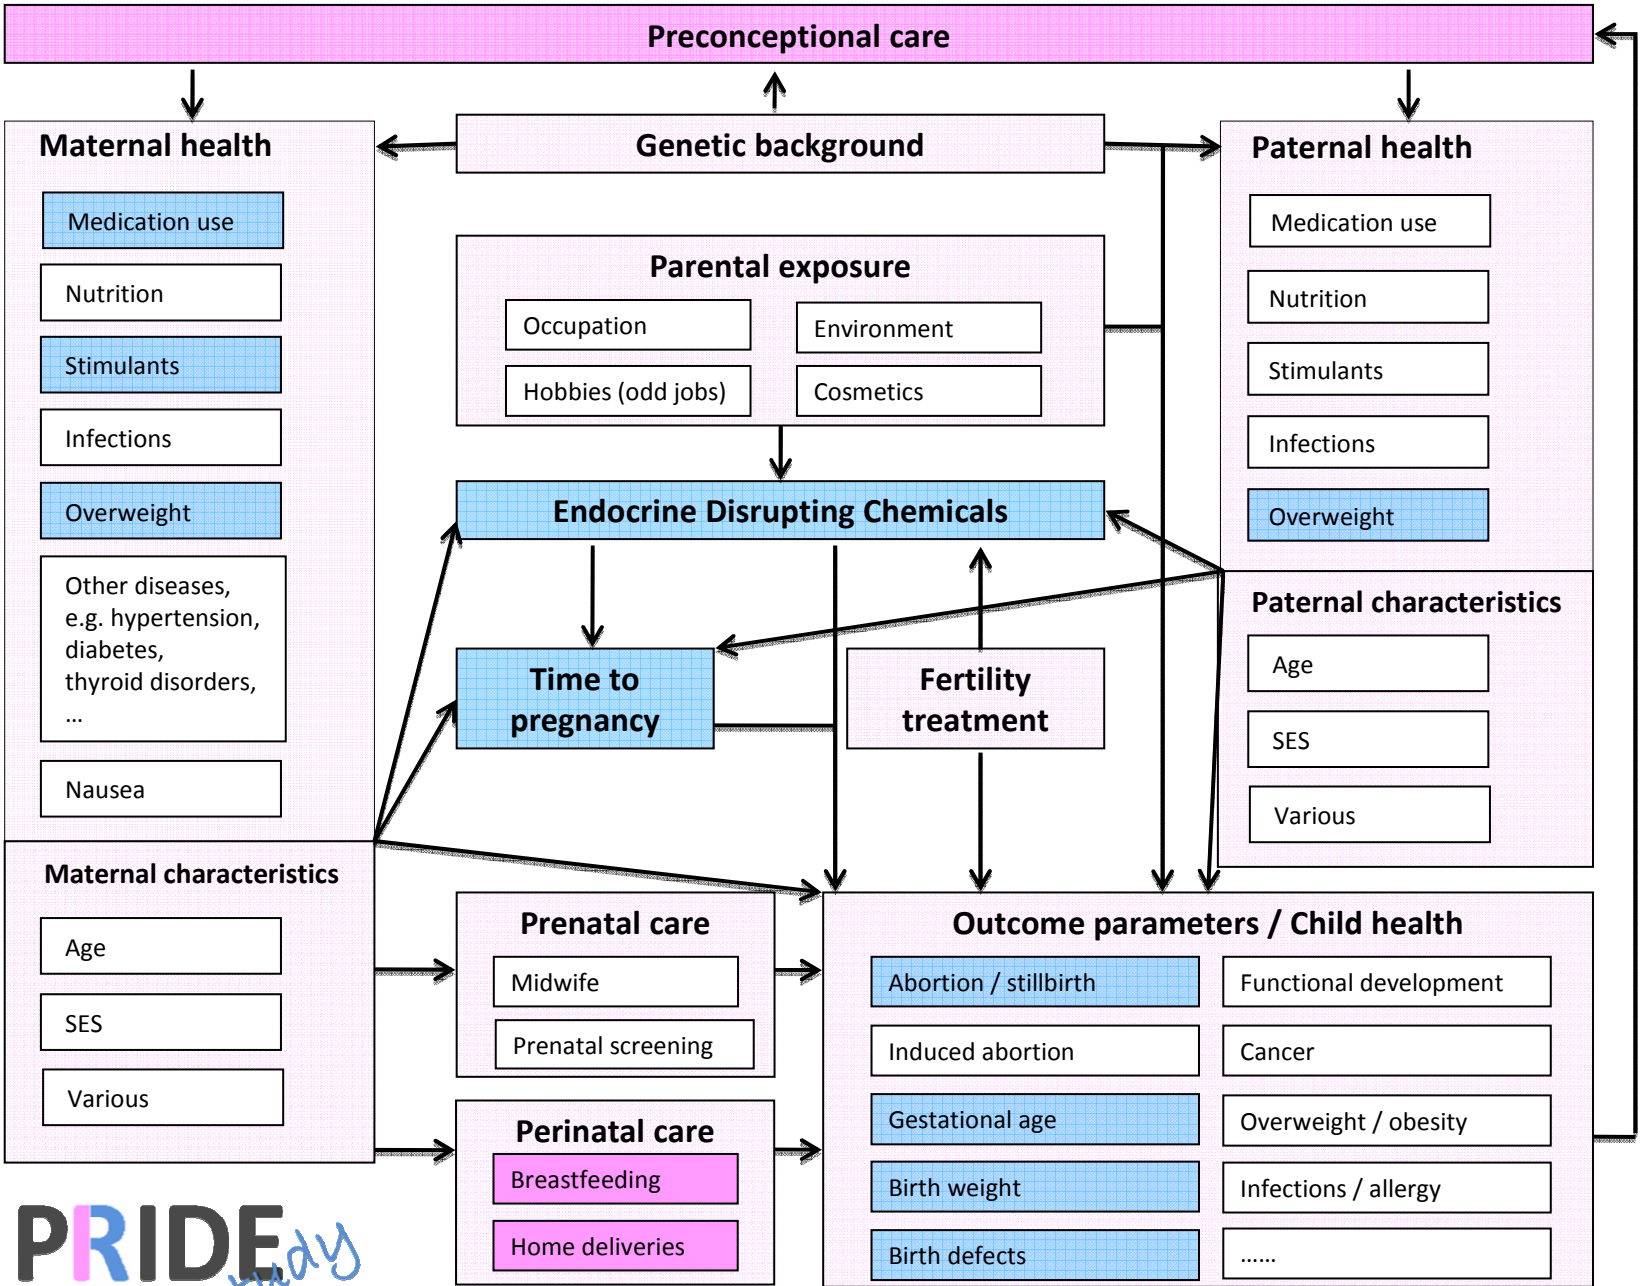 Preconceptional care
Maternal health
Medication use
Nutrition
Stimulants
Infections
Overweight
Other diseases,
e.g. hypertension,
diabetes,
thyroid disorders,
...
Nausea
Maternal characteristics
Age
SES
Various
Genetic background
Parental exposure
Occupation
Environment
Hobbies (odd jobs)
Cosmetics
Endocrine Disrupting Chemicals
Time to
pregnancy
Fertility
treatment
Paternal health
Medication use
Nutrition
Stimulants
Infections
Overweight
Paternal characteristics
Age
SES
Various
Prenatal care
Midwife
Prenatal screening
Perinatal care
Breastfeeding
Home deliveries
Outcome parameters / Child health
Abortion / stillbirth
Functional development
Induced abortion
Cancer
Gestational age
Overweight / obesity
Birth weight
Infections / allergy
Birth defects
......
PRIDE